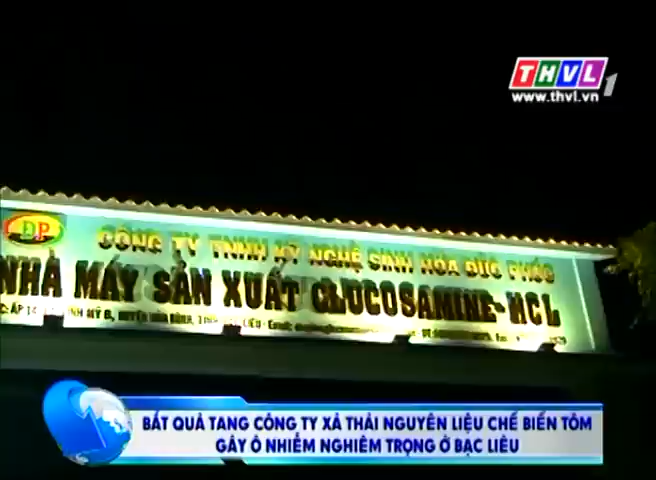 THVL1
www.thvl.vn
ĐP
CÔNG TY TNHH KỸ NGHỆ SINH HÓA ĐỨC PHÚC
NHÀ MÁY SẢN XUẤT GLUCOSAMINE-HCL
BẮT QUẢ TANG CÔNG TY XẢ THẢI NGUYÊN LIỆU CHẾ BIẾN TÔM
GÂY Ô NHIỄM NGHIÊM TRỌNG Ở BẠC LIÊU